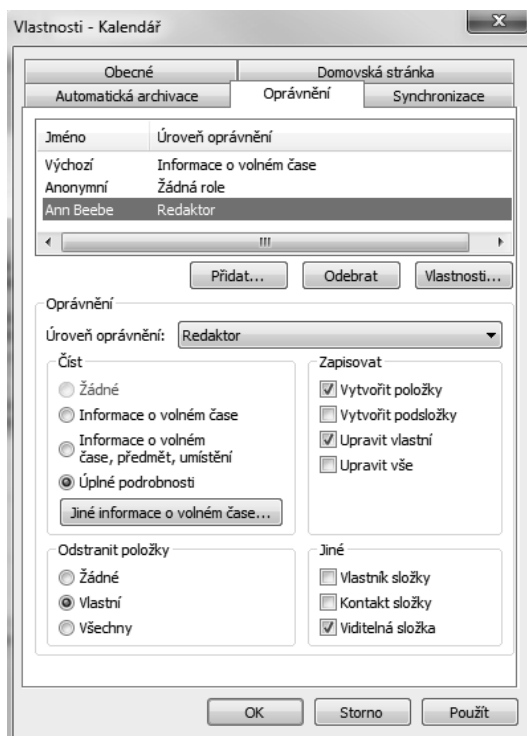 Vlastnosti - Kalendář
Obecné Domovská stránka
Automatická archivace Oprávnění Synchronizace
Jméno Úroveň oprávnění
Výchozí Informace o volném čase
Anonymní Žádná role
Ann Beebe Redaktor
Přidat... Odebrat Vlastnosti...
Oprávnění
Úroveň oprávnění: Redaktor
Číst
Žádné
Informace o volném čase
Informace o volném
čase, předmět, umístění
Úplné podrobnosti
Jiné informace o volném čase...
Zapisovat
Vytvořit položky
Vytvořit podsložky
Upravit vlastní
Upravit vše
Odstranit položky
Žádné
Vlastní
Všechny
Jiné
Vlastník složky
Kontakt složky
Viditelná složka
OK Storno Použít